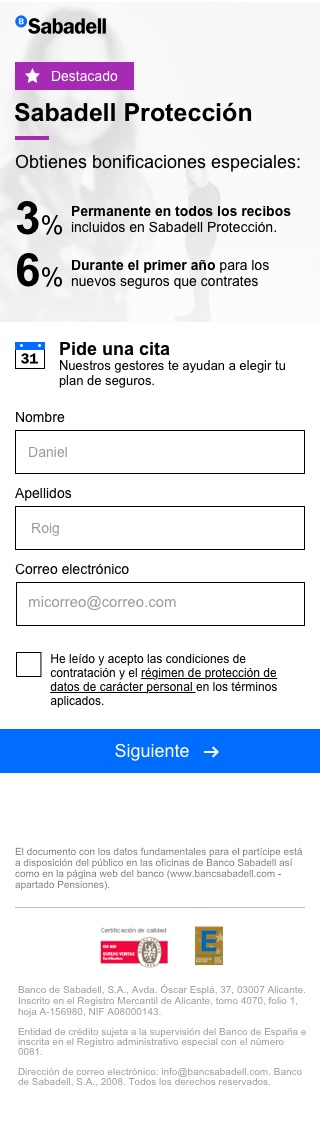 B Sabadell
Destacado
Sabadell Protección
Obtienes bonificaciones especiales:
3% Permanente en todos los recibos
incluidos en Sabadell Protección.
6% Durante el primer año para los
nuevos seguros que contrates
31 Pide una cita
Nuestros gestores te ayudan a elegir tu
plan de seguros.
Nombre
Daniel
Apellidos
Roig
Correo electrónico
micorreo@correo.com
He leído y acepto las condiciones de
contratación y el régimen de protección de
datos de carácter personal en los términos
aplicados.
Siguiente →
El documento con los datos fundamentales para el partícipe está
a disposición del público en las oficinas de Banco Sabadell así
como en la página web del banco (www.bancsabadell.com -
apartado Pensiones).
Certificación de calidad
ISO 9001
BUREAU VERITAS
Certification
E
Banco de Sabadell, S.A., Avda. Óscar Esplá, 37, 03007 Alicante.
Inscrito en el Registro Mercantil de Alicante, tomo 4070, folio 1,
hoja A-156980, NIF A08000143.
Entidad de crédito sujeta a la supervisión del Banco de España e
inscrita en el Registro administrativo especial con el número
0081.
Dirección de correo electrónico: info@bancsabadell.com. Banco
de Sabadell, S.A., 2008. Todos los derechos reservados.